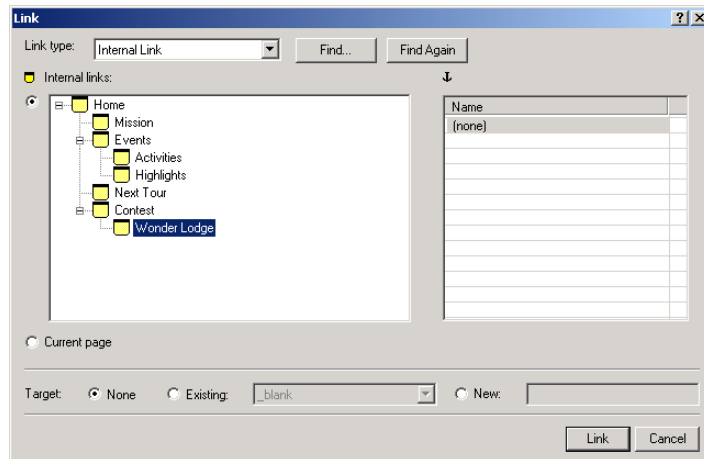 Link
Link type: Internal Link Find... Find Again
Internal links:
Home
Mission
Events
Activities
Highlights
Next Tour
Contest
Wonder Lodge
Name
(none)
Current page
Target: None Existing: _blank New:
Link Cancel